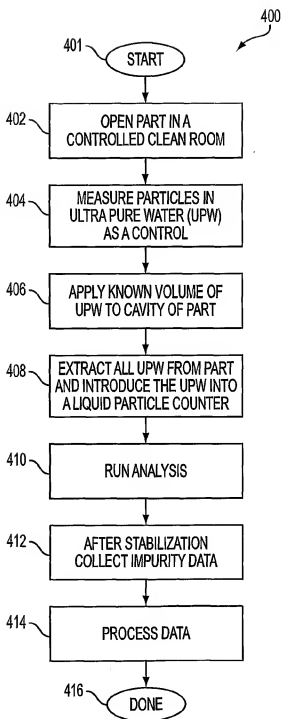 400
401
START
402
OPEN PART IN A
CONTROLLED CLEAN ROOM
404
MEASURE PARTICLES IN
ULTRA PURE WATER (UPW)
AS A CONTROL
406
APPLY KNOWN VOLUME OF
UPW TO CAVITY OF PART
408
EXTRACT ALL UPW FROM PART
AND INTRODUCE THE UPW INTO
A LIQUID PARTICLE COUNTER
410
RUN ANALYSIS
412
AFTER STABILIZATION
COLLECT IMPURITY DATA
414
PROCESS DATA
416
DONE